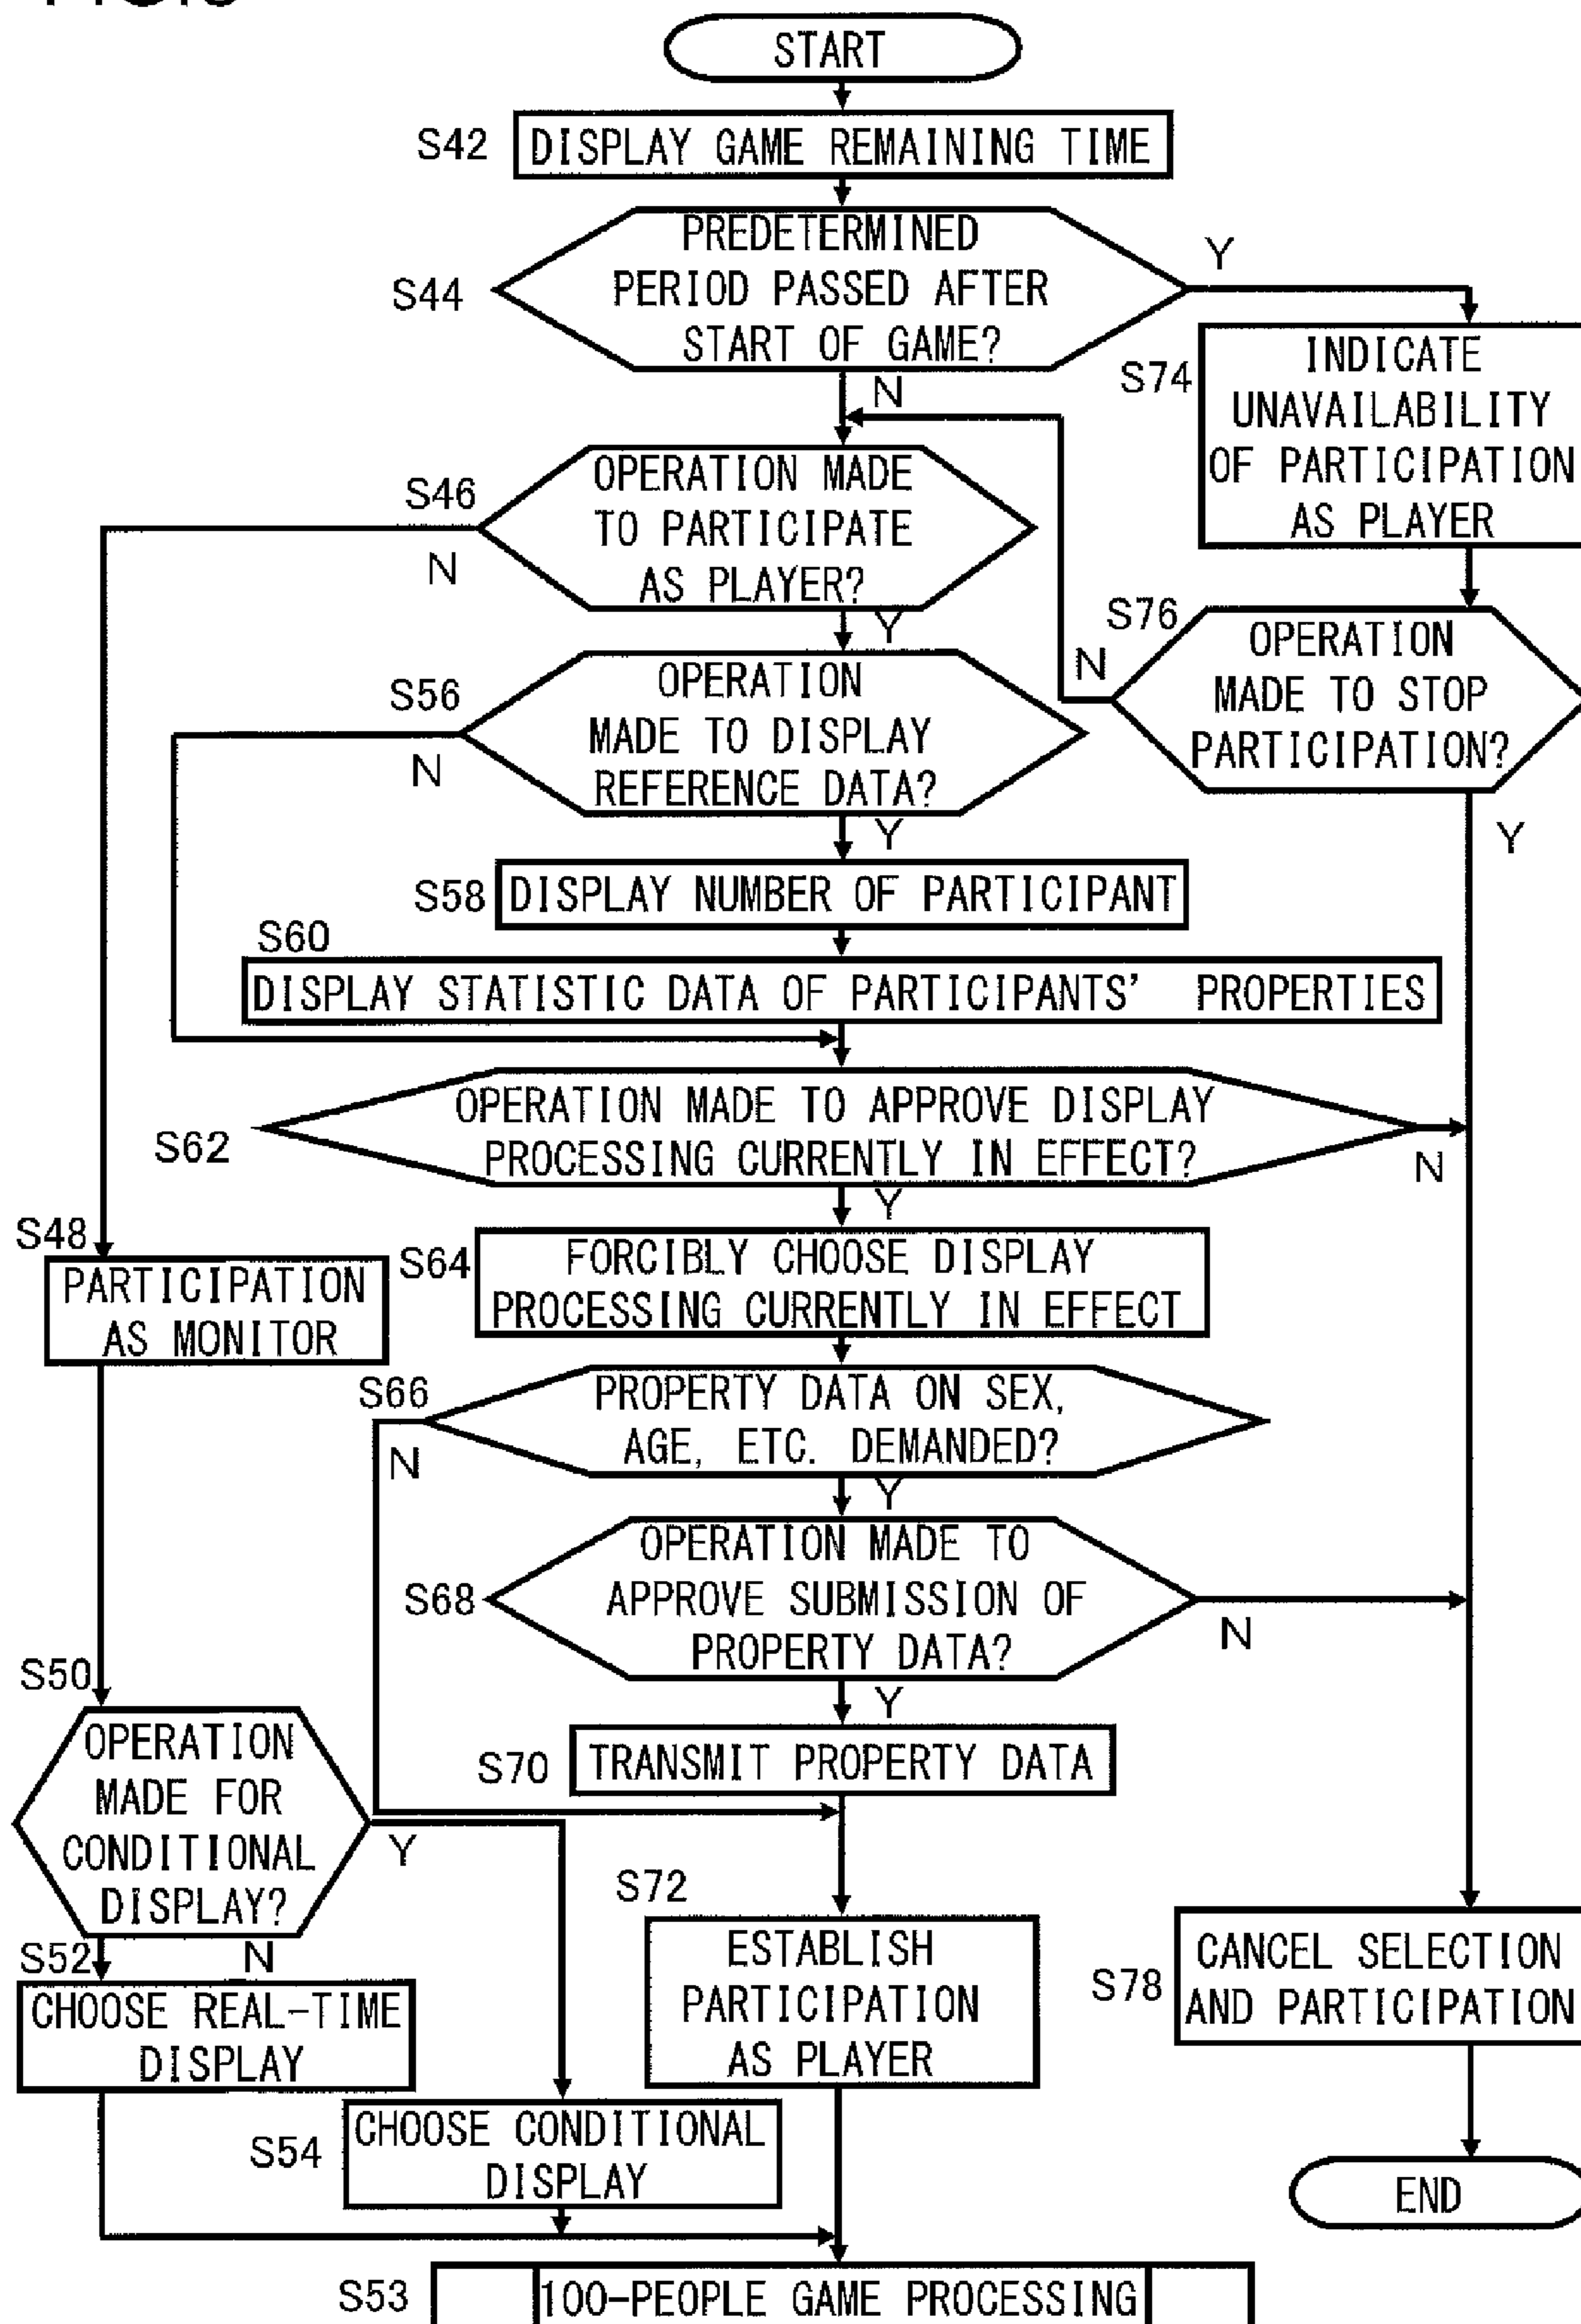 START
S42
DISPLAY GAME REMAINING TIME
S44
PREDETERMINED
PERIOD PASSED AFTER
START OF GAME?
Y
N
S74
INDICATE
UNAVAILABILITY
OF PARTICIPATION
AS PLAYER
S46
OPERATION MADE
TO PARTICIPATE
AS PLAYER?
N
Y
S76
OPERATION
MADE TO STOP
PARTICIPATION?
N
Y
S56
OPERATION
MADE TO DISPLAY
REFERENCE DATA?
N
Y
S58
DISPLAY NUMBER OF PARTICIPANT
S60
DISPLAY STATISTIC DATA OF PARTICIPANTS' PROPERTIES
S62
OPERATION MADE TO APPROVE DISPLAY
PROCESSING CURRENTLY IN EFFECT?
N
Y
S48
PARTICIPATION
AS MONITOR
S64
FORCIBLY CHOOSE DISPLAY
PROCESSING CURRENTLY IN EFFECT
S66
PROPERTY DATA ON SEX,
AGE, ETC. DEMANDED?
N
Y
S68
OPERATION MADE TO
APPROVE SUBMISSION OF
PROPERTY DATA?
N
Y
S70
TRANSMIT PROPERTY DATA
S50
OPERATION
MADE FOR
CONDITIONAL
DISPLAY?
Y
N
S52
CHOOSE REAL-TIME
DISPLAY
S72
ESTABLISH
PARTICIPATION
AS PLAYER
S78
CANCEL SELECTION
AND PARTICIPATION
S54
CHOOSE CONDITIONAL
DISPLAY
END
S53
100-PEOPLE GAME PROCESSING